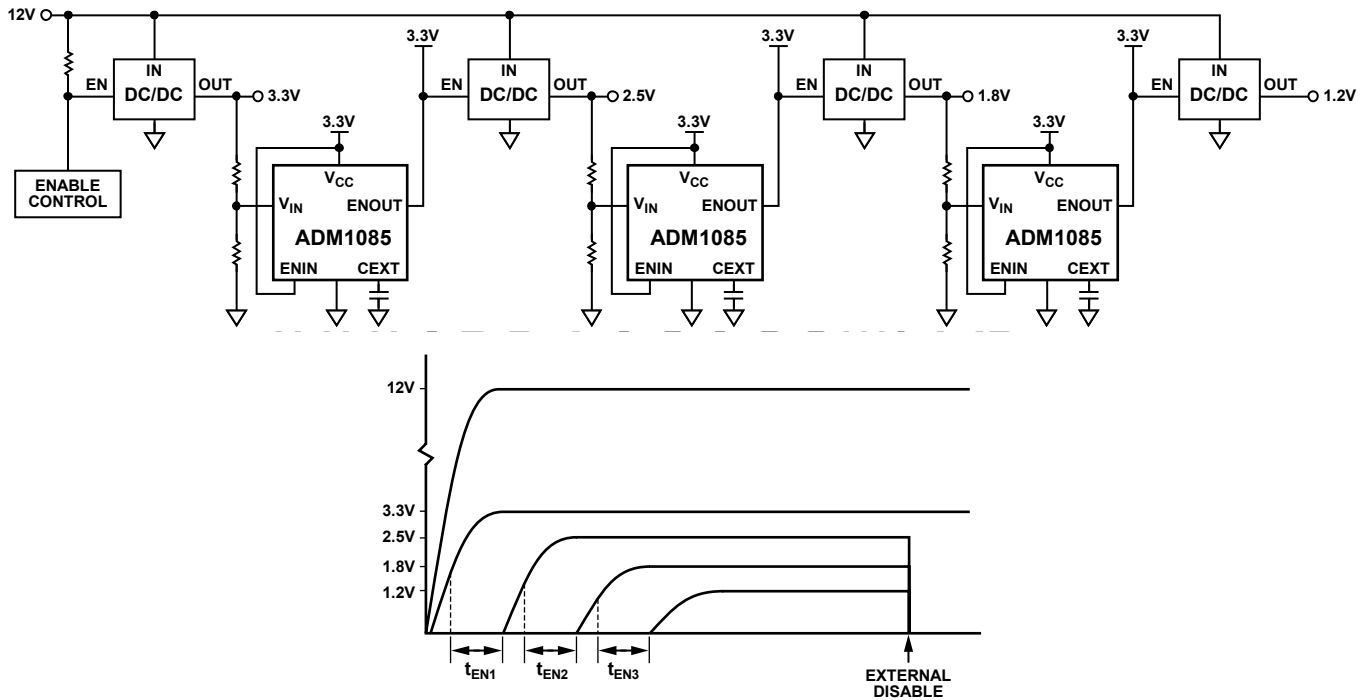 12V
3.3V 3.3V 3.3V
IN IN IN IN
EN DC/DC OUT 3.3V EN DC/DC OUT 2.5V EN DC/DC OUT 1.8V EN DC/DC OUT 1.2V
3.3V 3.3V 3.3V
ENABLE
CONTROL
VCC VCC VCC
VIN ENOUT VIN ENOUT VIN ENOUT
ADM1085 ADM1085 ADM1085
ENIN CEXT ENIN CEXT ENIN CEXT
12V
3.3V
2.5V
1.8V
1.2V
tEN1 tEN2 tEN3
EXTERNAL
DISABLE